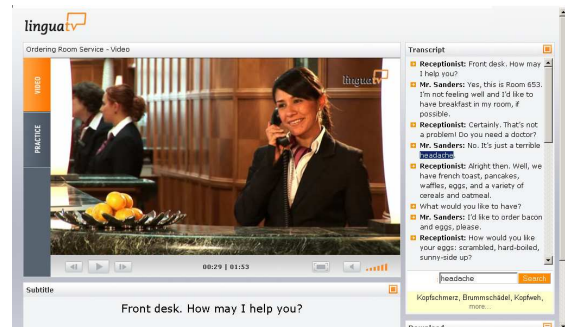 linguatv
Ordering Room Service - Video
VIDEO
PRACTICE
linguatv
00:29 | 01:53
Subtitle
Front desk. How may I help you?
Transcript
Receptionist: Front desk. How may
I help you?
Mr. Sanders: Yes, this is Room 653.
I'm not feeling well and I'd like to
have breakfast in my room, if
possible.
Receptionist: Certainly. That's not
a problem! Do you need a doctor?
Mr. Sanders: No. It's just a terrible
headache.
Receptionist: Alright then. Well, we
have french toast, pancakes,
waffles, eggs, and a variety of
cereals and oatmeal.
What would you like to have?
Mr. Sanders: I'd like to order bacon
and eggs, please.
Receptionist: How would you like
your eggs: scrambled, hard-boiled,
sunny-side up?
headache
Search
Kopfschmerz, Brummschädel, Kopfweh,
more...
Download